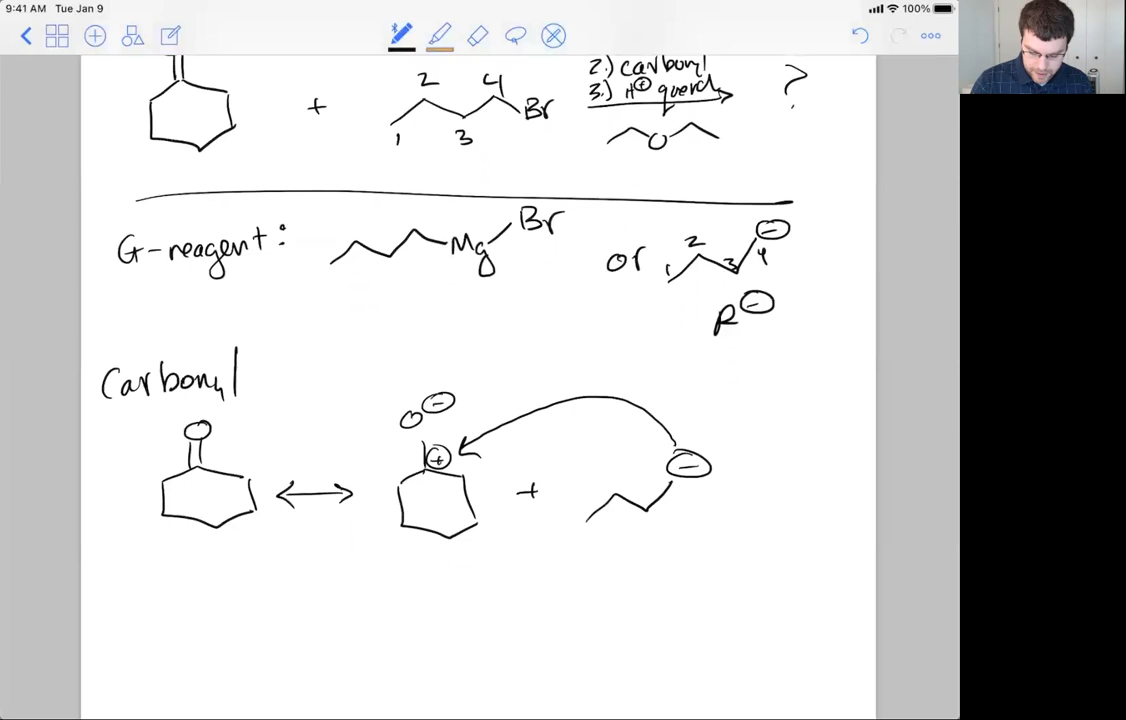 9:41 AM Tue Jan 9
100%
2.) carbonyl
3.) H⊕ quench
+
1 2 3 4 Br
O
?
G-reagent:
Mg Br
or
1 2 3 4 ⊖
R⊖
Carbonyl
O
O⊖
⊕
+
⊖